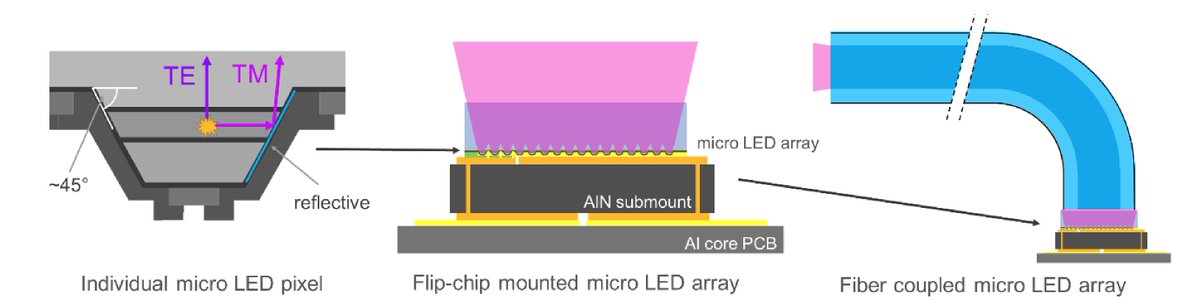 TE
TM
~45°
reflective
Individual micro LED pixel
micro LED array
AlN submount
Al core PCB
Flip-chip mounted micro LED array
Fiber coupled micro LED array